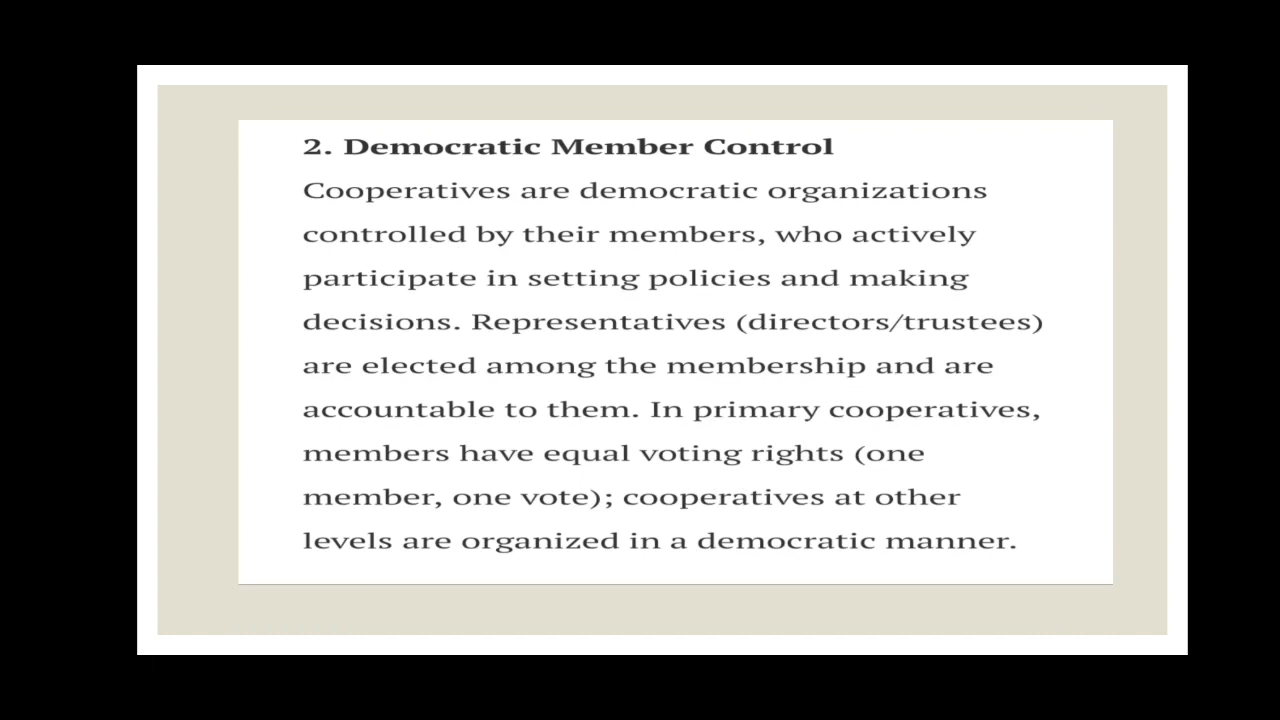 2. Democratic Member Control
Cooperatives are democratic organizations
controlled by their members, who actively
participate in setting policies and making
decisions. Representatives (directors/trustees)
are elected among the membership and are
accountable to them. In primary cooperatives,
members have equal voting rights (one
member, one vote); cooperatives at other
levels are organized in a democratic manner.